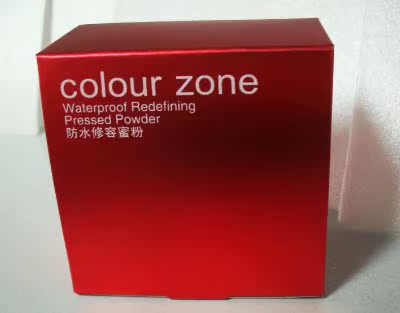 colour zone
Waterproof Redefining
Pressed Powder
防水修容蜜粉